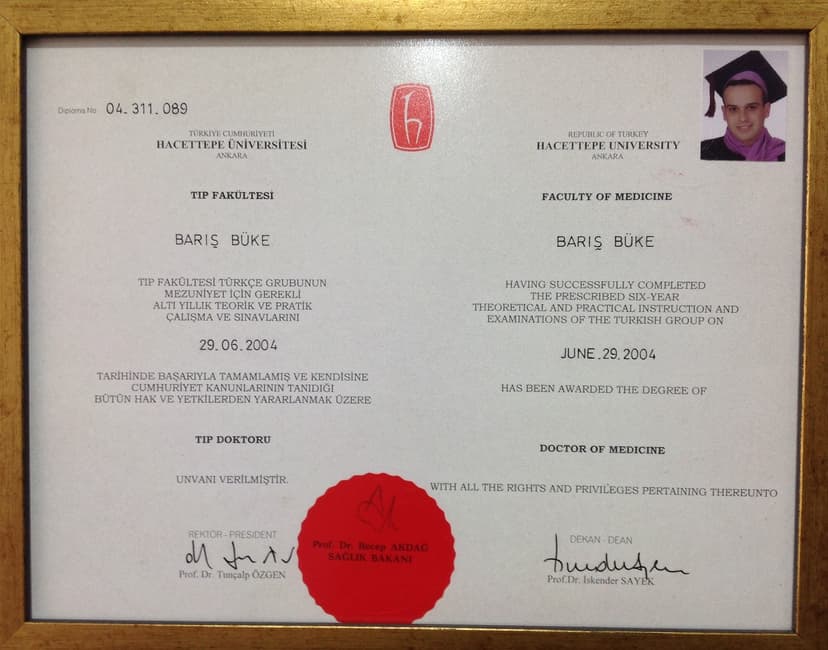 Diploma No 04.311.089
TÜRKİYE CUMHURİYETİ
HACETTEPE ÜNİVERSİTESİ
ANKARA
TIP FAKÜLTESİ
BARIŞ BÜKE
TIP FAKÜLTESİ TÜRKÇE GRUBUNUN
MEZUNİYET İÇİN GEREKLİ
ALTI YILLIK TEORİK VE PRATİK
ÇALIŞMA VE SINAVLARINI
29.06.2004
TARİHİNDE BAŞARIYLA TAMAMLAMIŞ VE KENDİSİNE
CUMHURİYET KANUNLARININ TANIDIĞI
BÜTÜN HAK VE YETKİLERDEN YARARLANMAK ÜZERE
TIP DOKTORU
UNVANI VERİLMİŞTİR.
REKTÖR - PRESIDENT
Prof. Dr. Tunçalp ÖZGEN
Prof. Dr. Recep AKDAĞ
SAĞLIK BAKANI
REPUBLIC OF TURKEY
HACETTEPE UNIVERSITY
ANKARA
FACULTY OF MEDICINE
BARIŞ BÜKE
HAVING SUCCESSFULLY COMPLETED
THE PRESCRIBED SIX-YEAR
THEORETICAL AND PRACTICAL INSTRUCTION AND
EXAMINATIONS OF THE TURKISH GROUP ON
JUNE.29.2004
HAS BEEN AWARDED THE DEGREE OF
DOCTOR OF MEDICINE
WITH ALL THE RIGHTS AND PRIVILEGES PERTAINING THEREUNTO
DEKAN - DEAN
Prof.Dr. İskender SAYEK